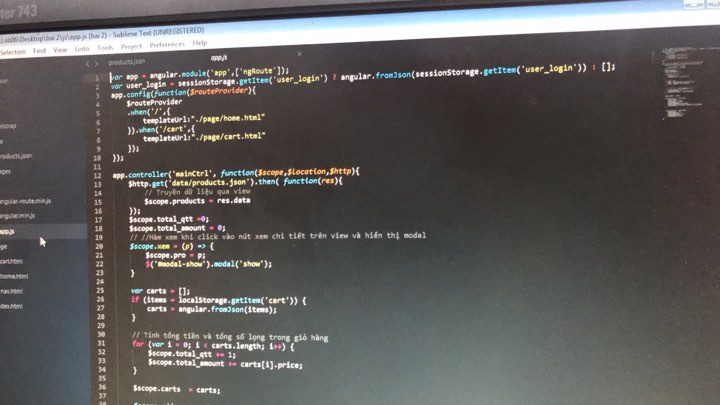 tor 743
Lab06\Desktop\bai 2\js\app.js (bai 2) - Sublime Text (UNREGISTERED)
Selection Find View Goto Tools Project Preferences Help
products.json app.js
1 var app = angular.module('app',['ngRoute']);
2 var user_login = sessionStorage.getItem('user_login') ? angular.fromJson(sessionStorage.getItem('user_login')) : [];
3 app.config(function($routeProvider){
4 $routeProvider
5 .when('/',{
6 templateUrl:"./page/home.html"
7 }).when('/cart',{
8 templateUrl:"./page/cart.html"
9 });
10 });
11
12 app.controller('mainCtrl', function($scope,$location,$http){
13 $http.get('data/products.json').then( function(res){
14 // Truyền dữ liệu qua view
15 $scope.products = res.data
16 });
17 $scope.total_qtt =0;
18 $scope.total_amount = 0;
19 // //Hàm xem khi click vào nút xem chi tiết trên view và hiển thị modal
20 $scope.xem = (p) => {
21 $scope.pro = p;
22 $('#modal-show').modal('show');
23 }
24
25 var carts = [];
26 if (items = localStorage.getItem('cart')) {
27 carts = angular.fromJson(items);
28 }
29
30 // Tính tổng tiền và tổng số lọng trong giỏ hàng
31 for (var i = 0; i < carts.length; i++) {
32 $scope.total_qtt += 1;
33 $scope.total_amount += carts[i].price;
34 }
35
36 $scope.carts = carts;
37
otstrap
roducts.json
ages
angular-route.min.js
angular.min.js
app.js
ge
cart.html
home.html
nav.html
dex.html